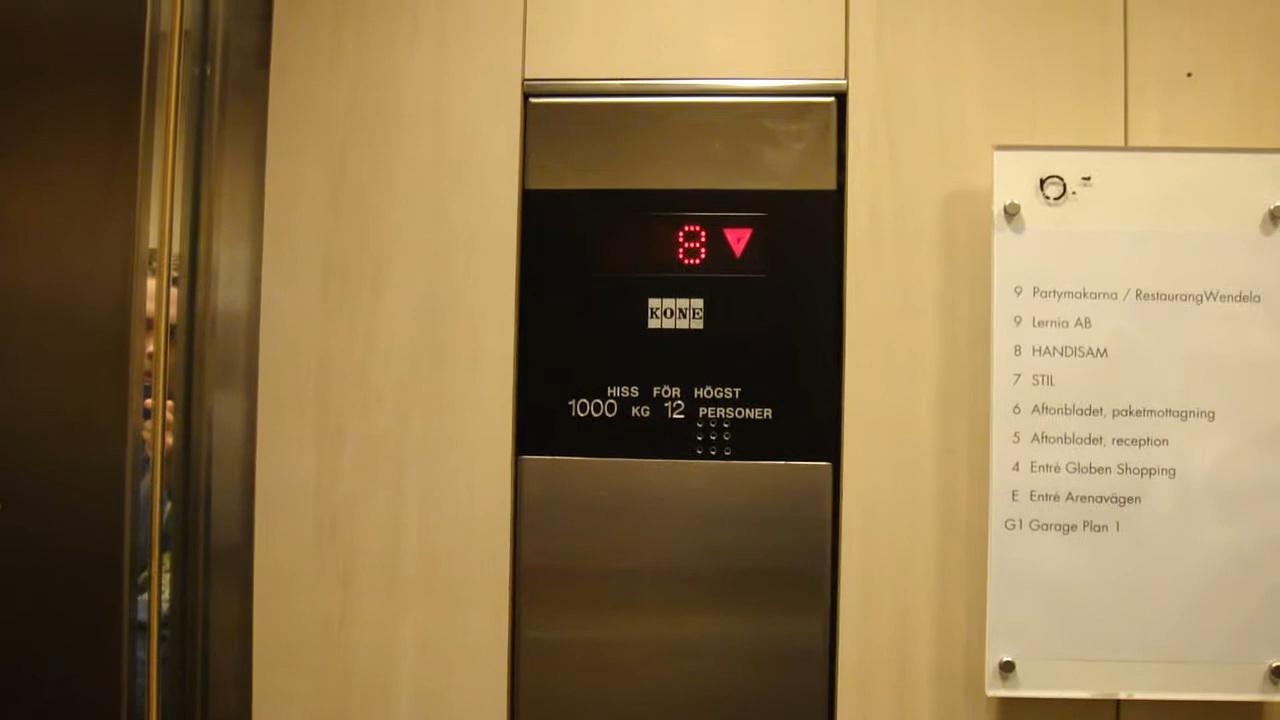 8
KONE
HISS FÖR HÖGST
1000 KG 12 PERSONER
9 Partymakarna / RestaurangWendela
9 Lernia AB
8 HANDISAM
7 STIL
6 Aftonbladet, paketmottagning
5 Aftonbladet, reception
4 Entré Globen Shopping
E Entré Arenavägen
G1 Garage Plan 1